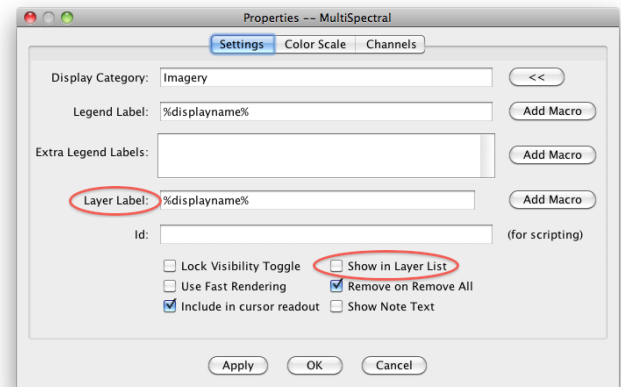 Properties -- MultiSpectral
Settings Color Scale Channels
Display Category: Imagery <<
Legend Label: %displayname% Add Macro
Extra Legend Labels: Add Macro
Layer Label: %displayname% Add Macro
Id: (for scripting)
Lock Visibility Toggle Show in Layer List
Use Fast Rendering Remove on Remove All
Include in cursor readout Show Note Text
Apply OK Cancel